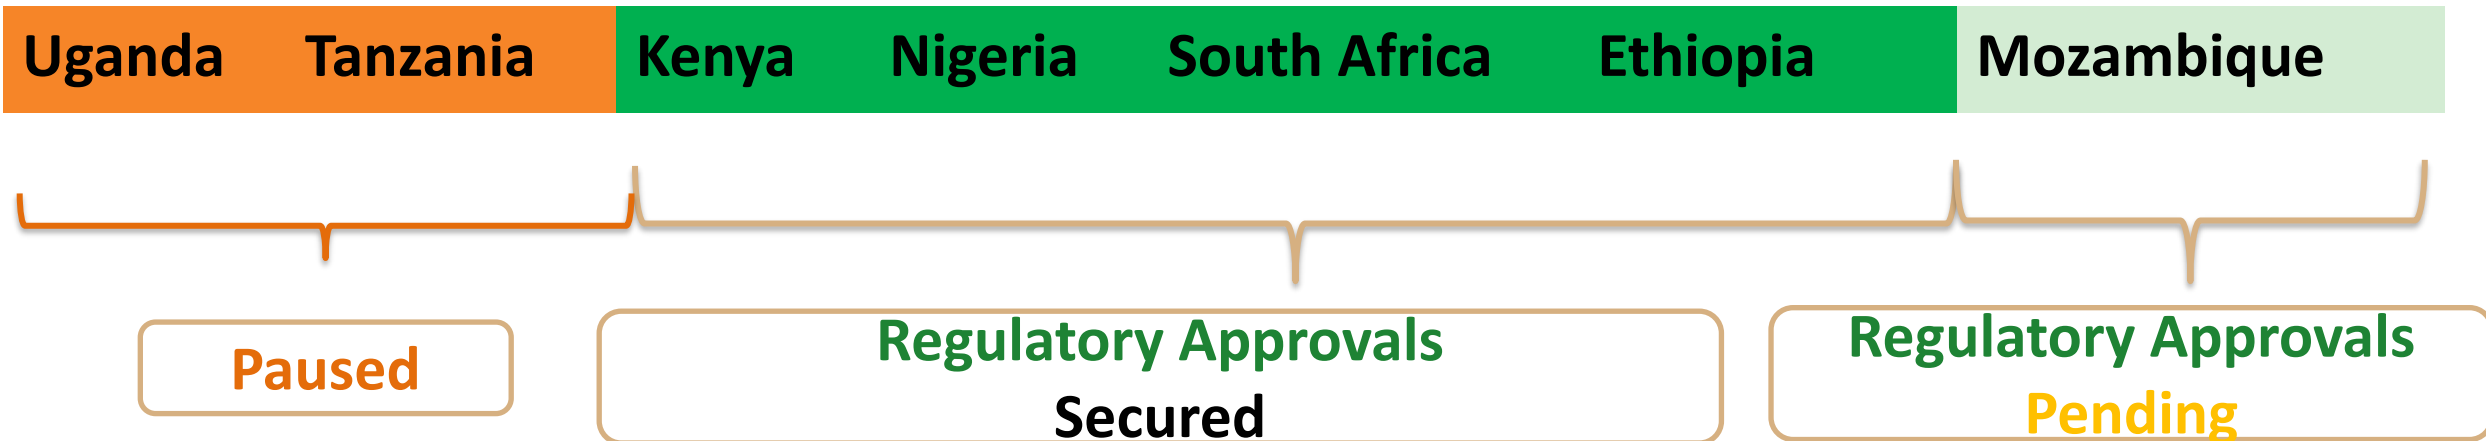 Uganda Tanzania Kenya Nigeria South Africa Ethiopia Mozambique
Paused
Regulatory Approvals
Secured
Regulatory Approvals
Pending